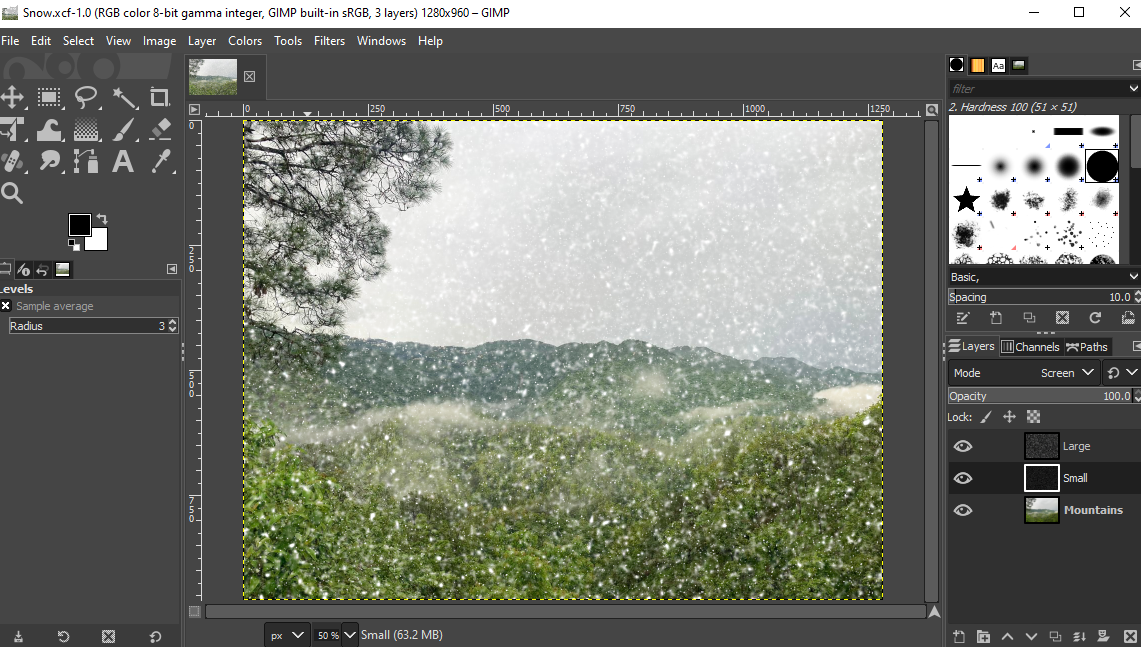 Snow.xcf-1.0 (RGB color 8-bit gamma integer, GIMP built-in sRGB, 3 layers) 1280x960 – GIMP
File Edit Select View Image Layer Colors Tools Filters Windows Help
filter
2. Hardness 100 (51 × 51)
0 250 500 750 1000 1250
0
250
500
750
Levels
Sample average
Radius 3
Basic,
Spacing 10.0
Layers Channels Paths
Mode Screen
Opacity 100.0
Lock:
Large
Small
Mountains
px 50 % Small (63.2 MB)
Aa